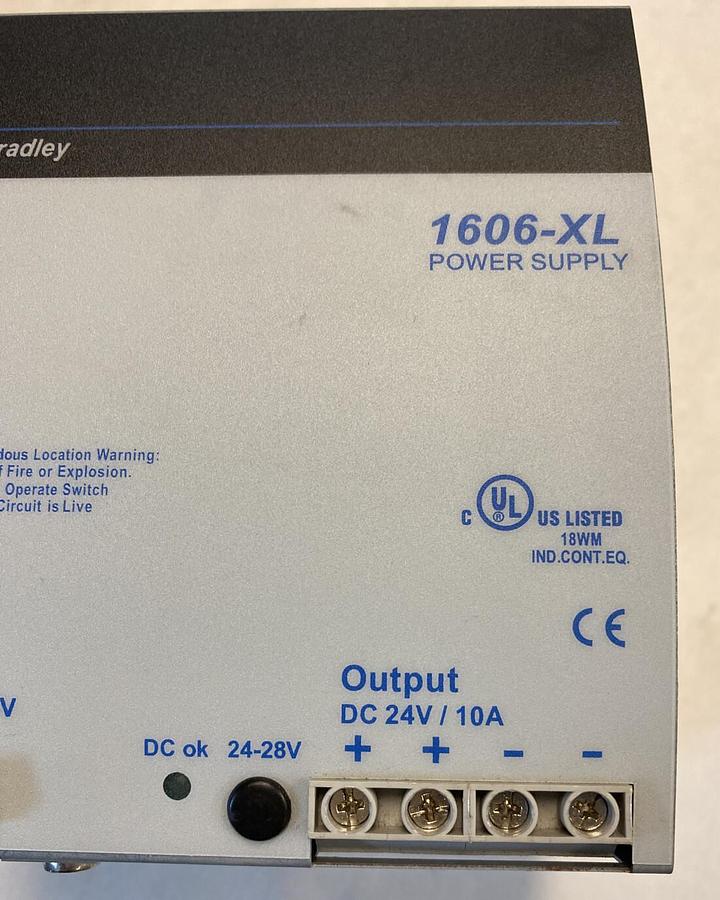 radley
1606-XL
POWER SUPPLY
dous Location Warning:
f Fire or Explosion.
Operate Switch
Circuit is Live
C UL ® US LISTED
18WM
IND.CONT.EQ.
CE
Output
DC 24V / 10A
V
DC ok 24-28V + + - -